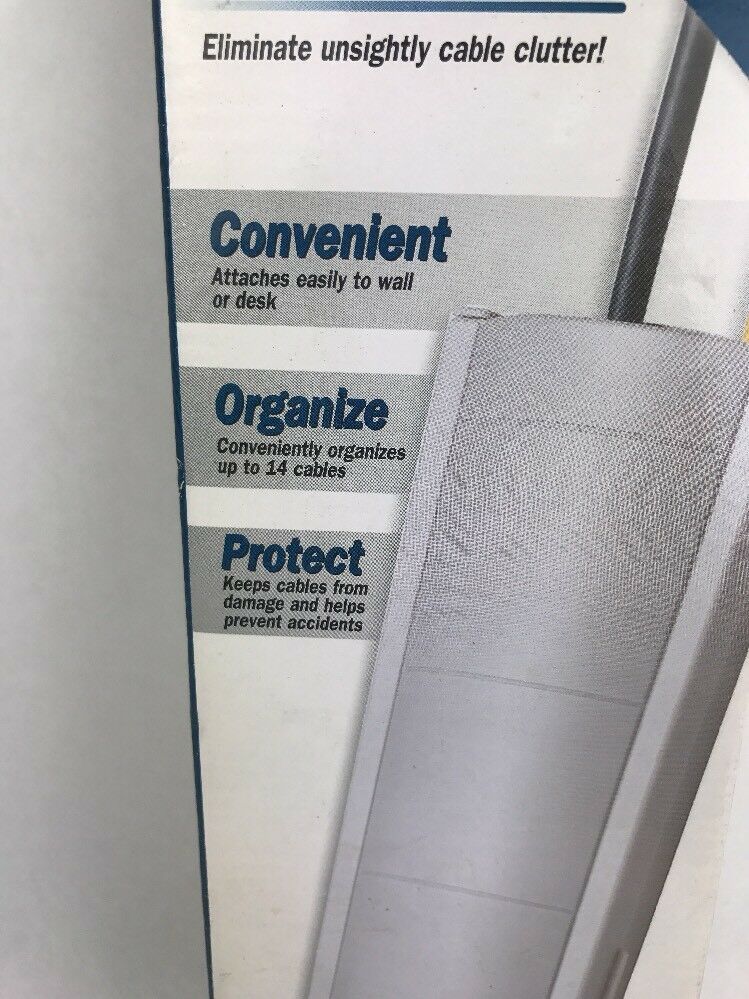 Eliminate unsightly cable clutter!
Convenient
Attaches easily to wall
or desk
Organize
Conveniently organizes
up to 14 cables
Protect
Keeps cables from
damage and helps
prevent accidents